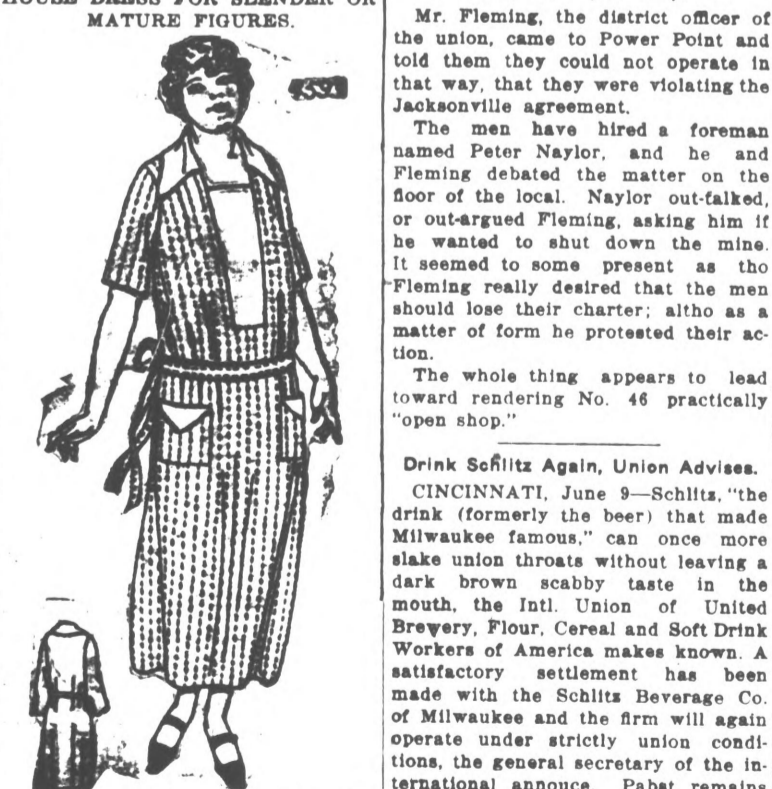 HOUSE DRESS FOR SLENDER OR
MATURE FIGURES.
Mr. Fleming, the district officer of
the union, came to Power Point and
told them they could not operate in
that way, that they were violating the
Jacksonville agreement.
The men have hired a foreman
named Peter Naylor, and he and
Fleming debated the matter on the
floor of the local. Naylor out-talked,
or out-argued Fleming, asking him if
he wanted to shut down the mine.
It seemed to some present as tho
Fleming really desired that the men
should lose their charter; altho as a
matter of form he protested their ac-
tion.
The whole thing appears to lead
toward rendering No. 46 practically
"open shop."
Drink Schlitz Again, Union Advises.
CINCINNATI, June 9—Schlitz, "the
drink (formerly the beer) that made
Milwaukee famous," can once more
slake union throats without leaving a
dark brown scabby taste in the
mouth, the Intl. Union of United
Brewery, Flour, Cereal and Soft Drink
Workers of America makes known. A
satisfactory settlement has been
made with the Schlitz Beverage Co.
of Milwaukee and the firm will again
operate under strictly union condi-
tions, the general secretary of the in-
ternational annouce. Pabst remains